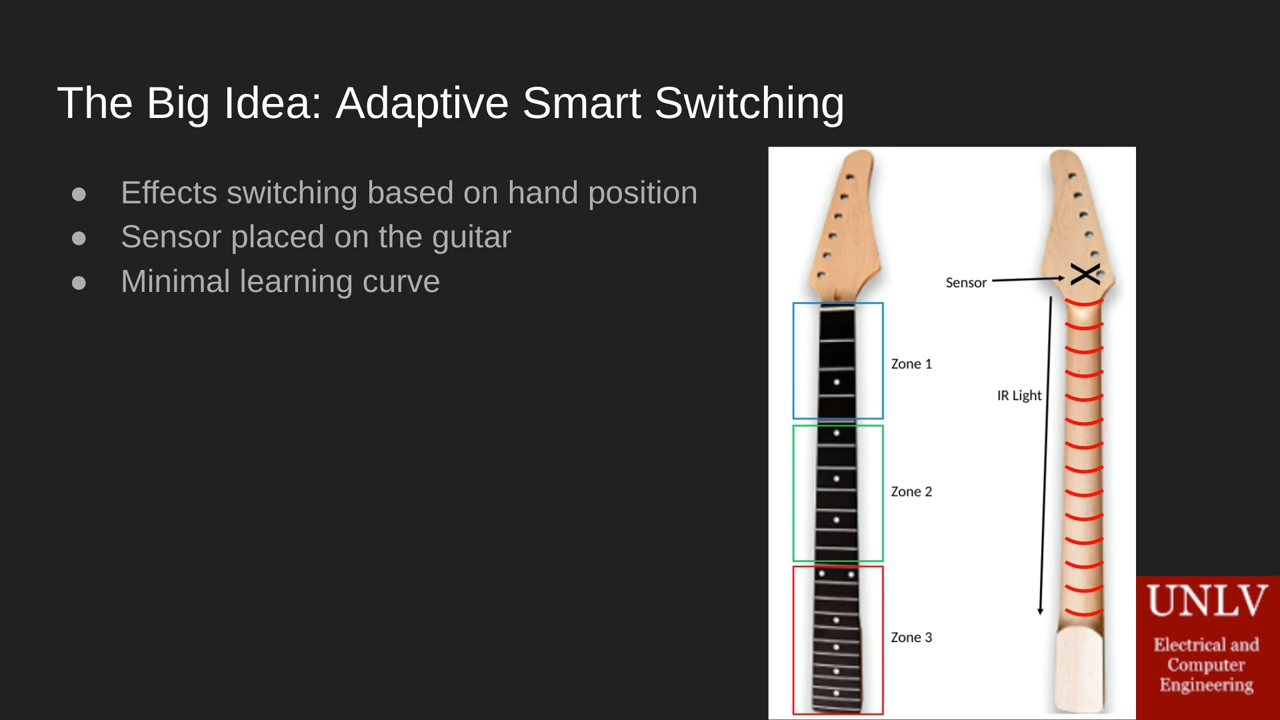 The Big Idea: Adaptive Smart Switching
● Effects switching based on hand position
● Sensor placed on the guitar
● Minimal learning curve
Zone 1
Zone 2
Zone 3
Sensor
X
IR Light
UNLV
Electrical and
Computer
Engineering